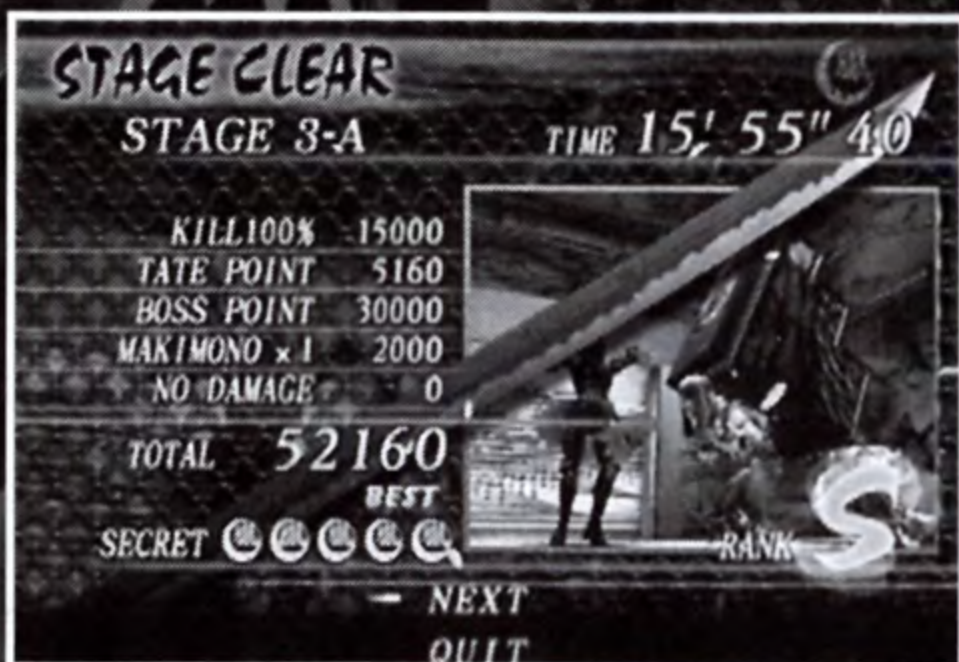 STAGE CLEAR
STAGE 3-A
TIME 15' 55" 40
KILL100% 15000
TATE POINT 5160
BOSS POINT 30000
MAKIMONO × 1 2000
NO DAMAGE 0
TOTAL 52160
BEST
SECRET
RANK S
NEXT
QUIT